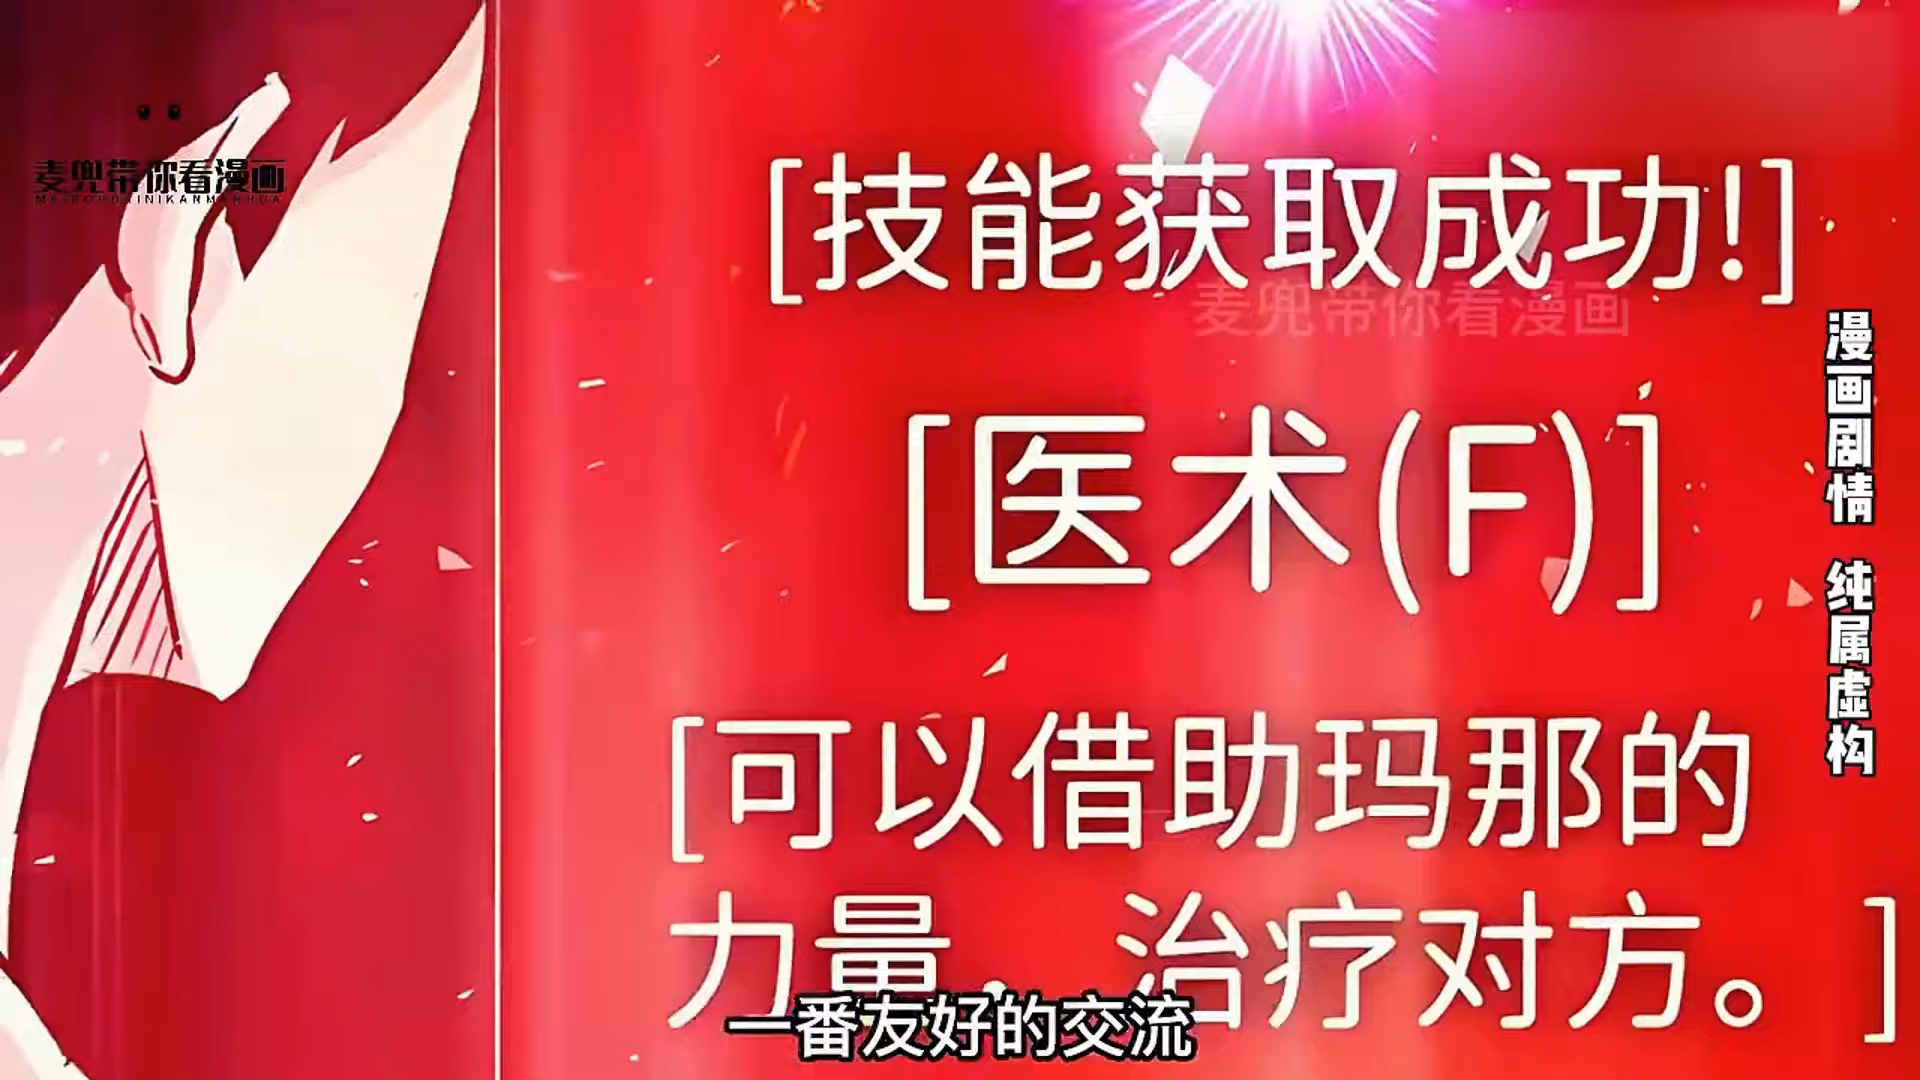 麦兜带你看漫画
MAIDOUDAINIKANMANHUA
[技能获取成功!]
麦兜带你看漫画
[医术(F)]
[可以借助玛那的
力量，治疗对方。]
漫画剧情 纯属虚构
一番友好的交流